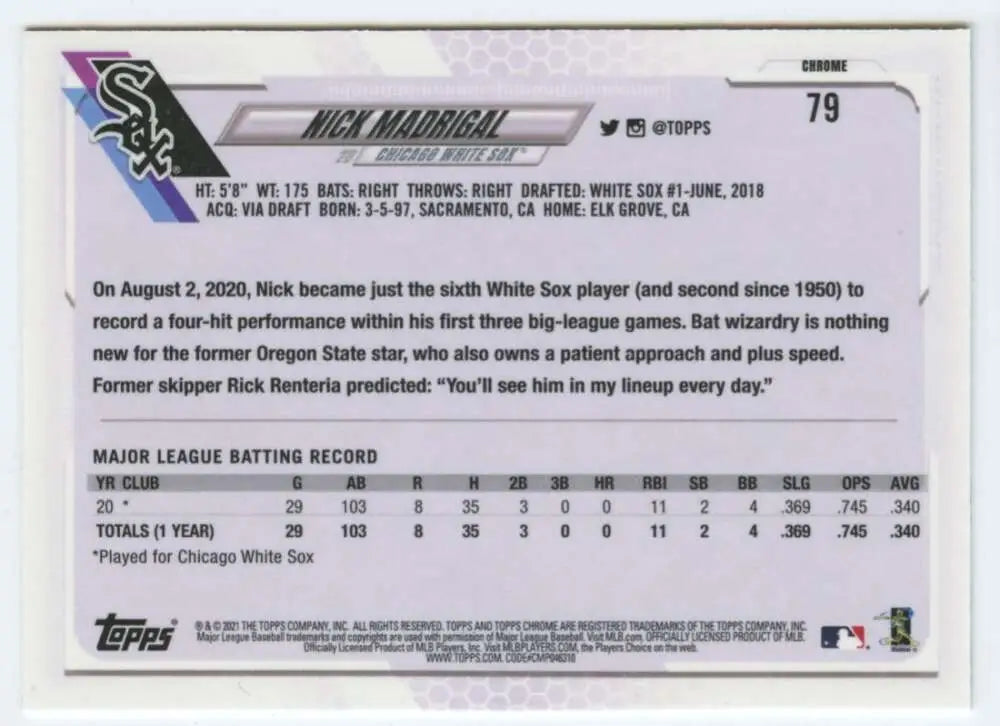 CHROME
79
Sox
NICK MADRIGAL
@TOPPS
2B CHICAGO WHITE SOX™
HT: 5'8" WT: 175 BATS: RIGHT THROWS: RIGHT DRAFTED: WHITE SOX #1-JUNE, 2018
ACQ: VIA DRAFT BORN: 3-5-97, SACRAMENTO, CA HOME: ELK GROVE, CA
On August 2, 2020, Nick became just the sixth White Sox player (and second since 1950) to
record a four-hit performance within his first three big-league games. Bat wizardry is nothing
new for the former Oregon State star, who also owns a patient approach and plus speed.
Former skipper Rick Renteria predicted: “You’ll see him in my lineup every day.”
MAJOR LEAGUE BATTING RECORD
YR CLUB G AB R H 2B 3B HR RBI SB BB SLG OPS AVG
20 * 29 103 8 35 3 0 0 11 2 4 .369 .745 .340
TOTALS (1 YEAR) 29 103 8 35 3 0 0 11 2 4 .369 .745 .340
*Played for Chicago White Sox
Topps®
® & © 2021 THE TOPPS COMPANY, INC. ALL RIGHTS RESERVED. TOPPS AND TOPPS CHROME ARE REGISTERED TRADEMARKS OF THE TOPPS COMPANY, INC.
Major League Baseball trademarks and copyrights are used with permission of Major League Baseball. Visit MLB.com. OFFICIALLY LICENSED PRODUCT OF MLB.
Officially Licensed Product of MLB Players, Inc. Visit MLBPLAYERS.COM, the Players Choice on the web.
WWW.TOPPS.COM. CODE#CMP046310